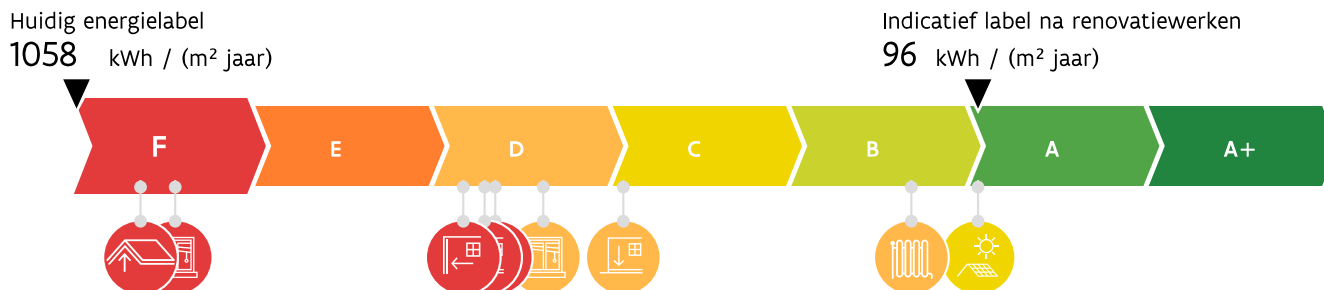 Huidig energielabel
1058 kWh / (m² jaar)
Indicatief label na renovatiewerken
96 kWh / (m² jaar)
F E D C B A A+